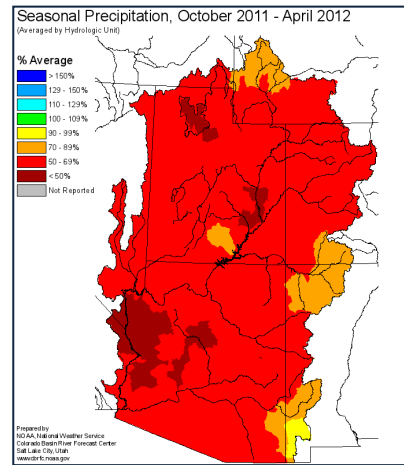 Seasonal Precipitation, October 2011 - April 2012
(Averaged by Hydrologic Unit)
% Average
> 150%
129 - 150%
110 - 129%
100 - 109%
90 - 99%
70 - 89%
50 - 69%
< 50%
Not Reported
Prepared by
NOAA, National Weather Service
Colorado Basin River Forecast Center
Salt Lake City, Utah
www.cbrfc.noaa.gov